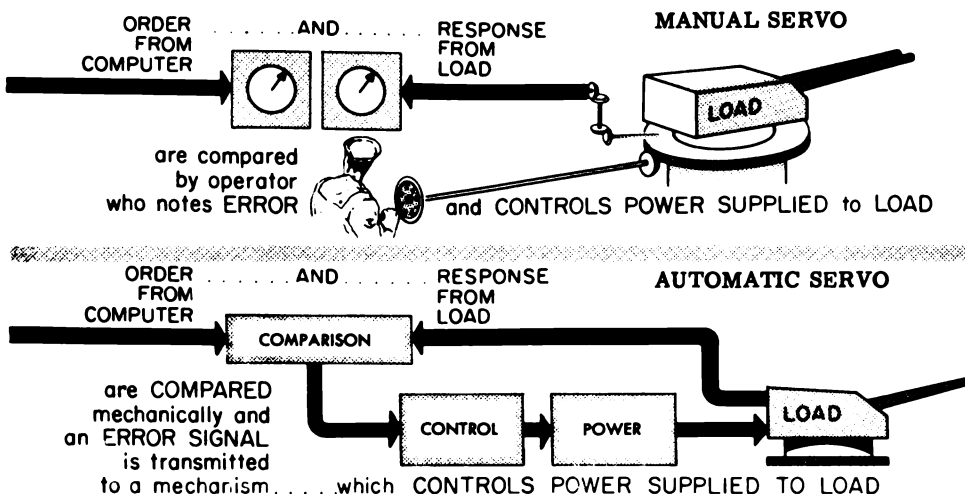 MANUAL SERVO
ORDER . . . . . . . AND . . . . . . . RESPONSE
FROM FROM
COMPUTER LOAD
LOAD
are compared
by operator
who notes ERROR and CONTROLS POWER SUPPLIED to LOAD
AUTOMATIC SERVO
ORDER . . . . . . . AND . . . . . . . RESPONSE
FROM FROM
COMPUTER LOAD
COMPARISON
are COMPARED
mechanically and
an ERROR SIGNAL
is transmitted
CONTROL
POWER
LOAD
to a mechanism . . . . . which CONTROLS POWER SUPPLIED TO LOAD